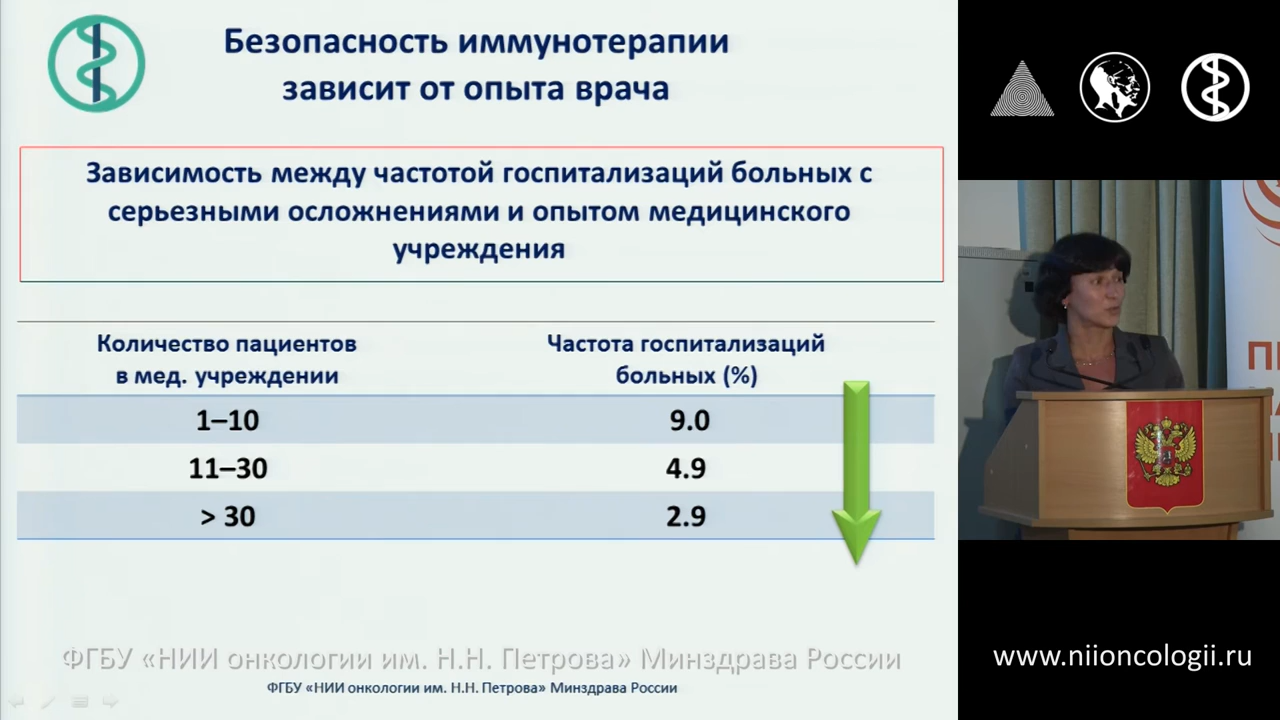 Безопасность иммунотерапии
зависит от опыта врача
Зависимость между частотой госпитализаций больных с
серьезными осложнениями и опытом медицинского
учреждения
Количество пациентов
в мед. учреждении
Частота госпитализаций
больных (%)
1–10
9.0
11–30
4.9
> 30
2.9
ФГБУ «НИИ онкологии им. Н.Н. Петрова» Минздрава России
ФГБУ «НИИ онкологии им. Н.Н. Петрова» Минздрава России
www.niioncologii.ru